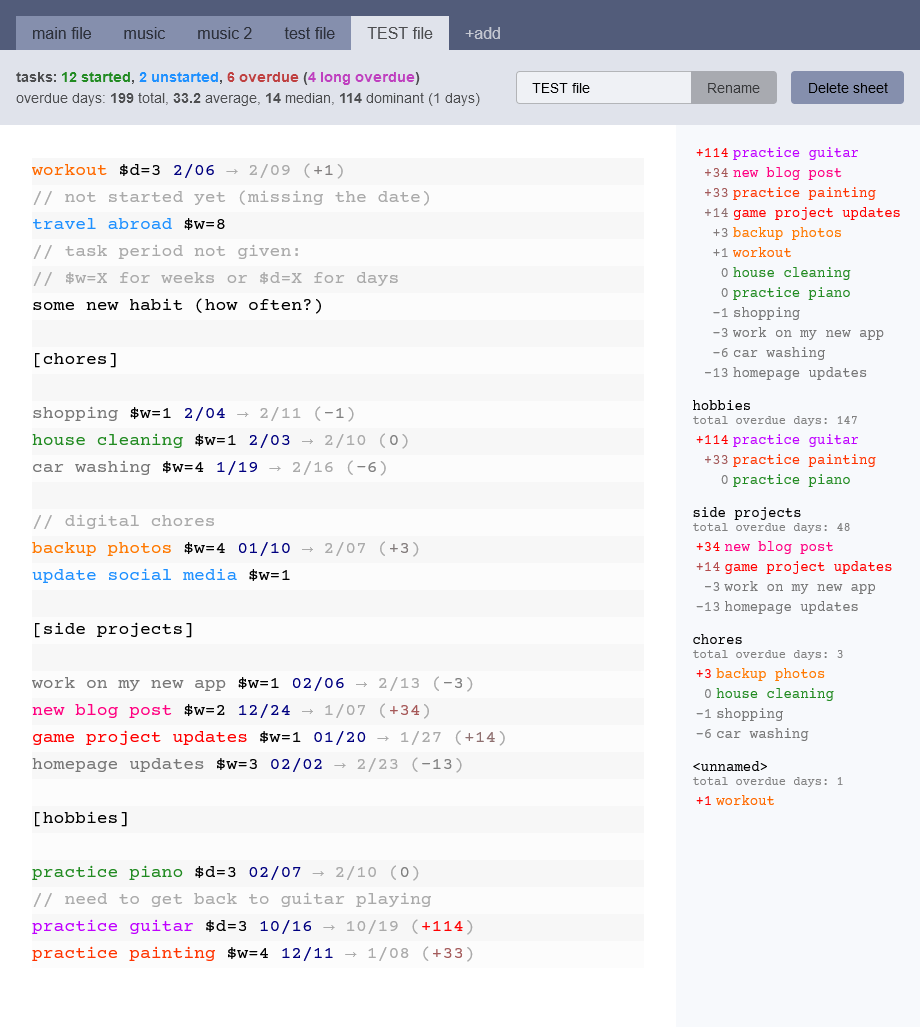 main file music music 2 test file TEST file +add
tasks: 12 started, 2 unstarted, 6 overdue (4 long overdue)
overdue days: 199 total, 33.2 average, 14 median, 114 dominant (1 days)
TEST file Rename Delete sheet
workout $d=3 2/06 → 2/09 (+1)
// not started yet (missing the date)
travel abroad $w=8
// task period not given:
// $w=X for weeks or $d=X for days
some new habit (how often?)
[chores]
shopping $w=1 2/04 → 2/11 (−1)
house cleaning $w=1 2/03 → 2/10 (0)
car washing $w=4 1/19 → 2/16 (−6)
// digital chores
backup photos $w=4 01/10 → 2/07 (+3)
update social media $w=1
[side projects]
work on my new app $w=1 02/06 → 2/13 (−3)
new blog post $w=2 12/24 → 1/07 (+34)
game project updates $w=1 01/20 → 1/27 (+14)
homepage updates $w=3 02/02 → 2/23 (−13)
[hobbies]
practice piano $d=3 02/07 → 2/10 (0)
// need to get back to guitar playing
practice guitar $d=3 10/16 → 10/19 (+114)
practice painting $w=4 12/11 → 1/08 (+33)
+114 practice guitar
+34 new blog post
+33 practice painting
+14 game project updates
+3 backup photos
+1 workout
0 house cleaning
0 practice piano
−1 shopping
−3 work on my new app
−6 car washing
−13 homepage updates
hobbies
total overdue days: 147
+114 practice guitar
+33 practice painting
0 practice piano
side projects
total overdue days: 48
+34 new blog post
+14 game project updates
−3 work on my new app
−13 homepage updates
chores
total overdue days: 3
+3 backup photos
0 house cleaning
−1 shopping
−6 car washing
<unnamed>
total overdue days: 1
+1 workout